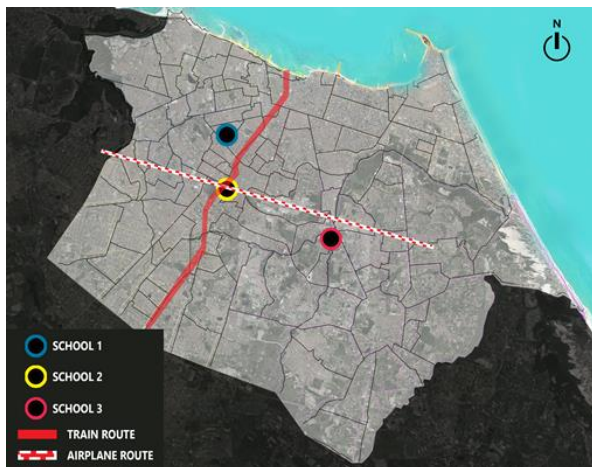 N
SCHOOL 1
SCHOOL 2
SCHOOL 3
TRAIN ROUTE
AIRPLANE ROUTE